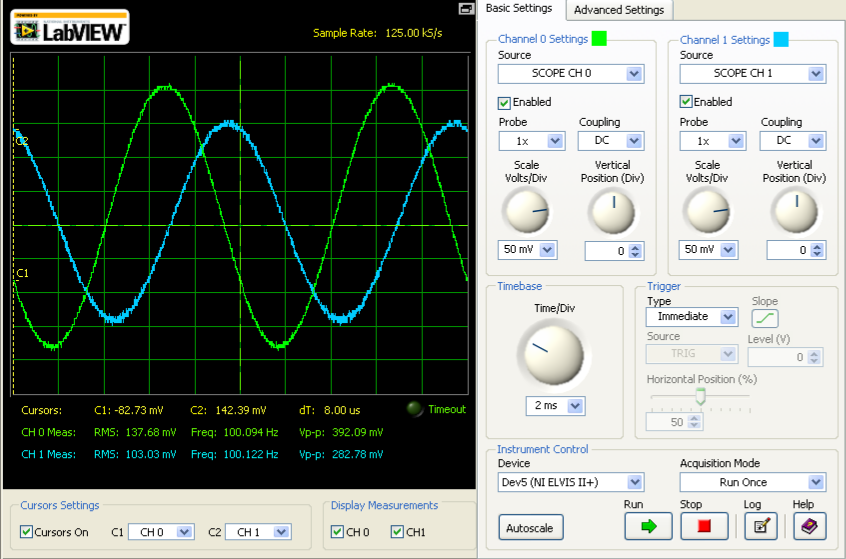 POWERED BY
LabVIEW
Sample Rate: 125.00 kS/s
C2
C1
Cursors: C1: -82.73 mV C2: 142.39 mV dT: 8.00 us Timeout
CH 0 Meas: RMS: 137.68 mV Freq: 100.094 Hz Vp-p: 392.09 mV
CH 1 Meas: RMS: 103.03 mV Freq: 100.122 Hz Vp-p: 282.78 mV
Cursors Settings
Cursors On C1 CH 0 C2 CH 1
Display Measurements
CH 0 CH1
Basic Settings Advanced Settings
Channel 0 Settings
Source
SCOPE CH 0
Enabled
Probe Coupling
1x DC
Scale Vertical
Volts/Div Position (Div)
50 mV 0
Channel 1 Settings
Source
SCOPE CH 1
Enabled
Probe Coupling
1x DC
Scale Vertical
Volts/Div Position (Div)
50 mV 0
Timebase
Time/Div
2 ms
Trigger
Type Slope
Immediate
Source Level (V)
TRIG 0
Horizontal Position (%)
50
Instrument Control
Device Acquisition Mode
Dev5 (NI ELVIS II+) Run Once
Run Stop Log Help
Autoscale